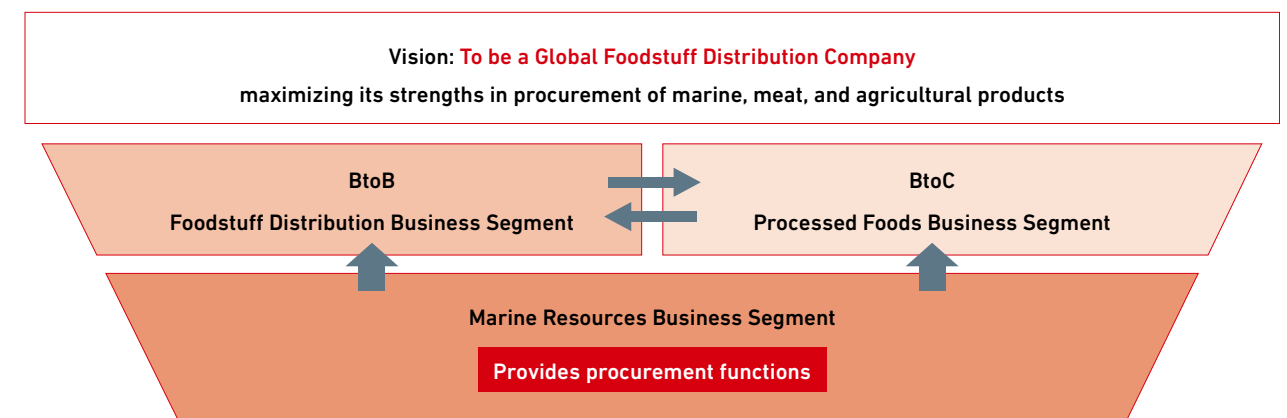 Vision: To be a Global Foodstuff Distribution Company
maximizing its strengths in procurement of marine, meat, and agricultural products
BtoB
Foodstuff Distribution Business Segment
BtoC
Processed Foods Business Segment
Marine Resources Business Segment
Provides procurement functions